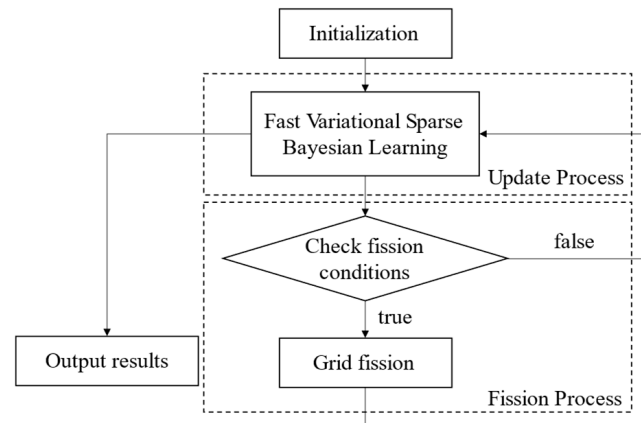 Initialization
Fast Variational Sparse
Bayesian Learning
Update Process
Check fission
conditions
false
true
Output results
Grid fission
Fission Process